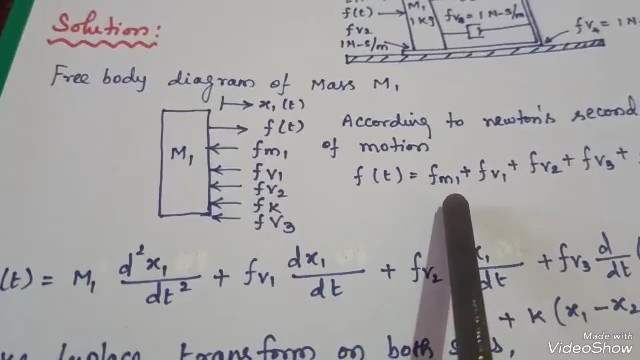 f(t)
M₁
1 Kg
fv₃ = 1 N-s/m
fv₂
1N-s/m
Solution:
Free body diagram of Mass M₁
x₁(t)
f(t)
M₁
fm₁
fv₁
fv₂
fk
fv₃
According to newton's second
of motion
f(t) = fm₁ + fv₁ + fv₂ + fv₃ +
(t) = M₁ d²x₁/dt² + fv₁ dx₁/dt + fv₂ x₁/dt + fv₃ d/dt (
+ K(x₁ - x₂
laplace transform on both
Made with
VideoShow